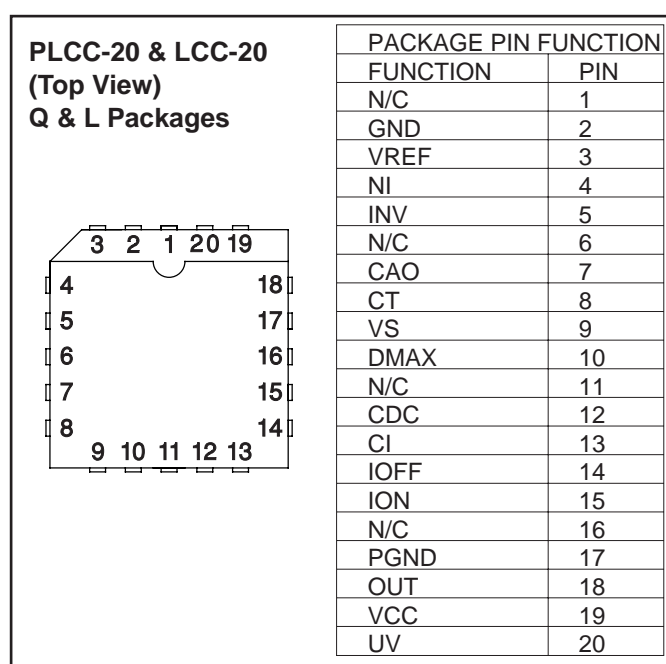 PLCC-20 & LCC-20
(Top View)
Q & L Packages
3 2 1 20 19
4 18
5 17
6 16
7 15
8 14
9 10 11 12 13
PACKAGE PIN FUNCTION
FUNCTION PIN
N/C 1
GND 2
VREF 3
NI 4
INV 5
N/C 6
CAO 7
CT 8
VS 9
DMAX 10
N/C 11
CDC 12
CI 13
IOFF 14
ION 15
N/C 16
PGND 17
OUT 18
VCC 19
UV 20